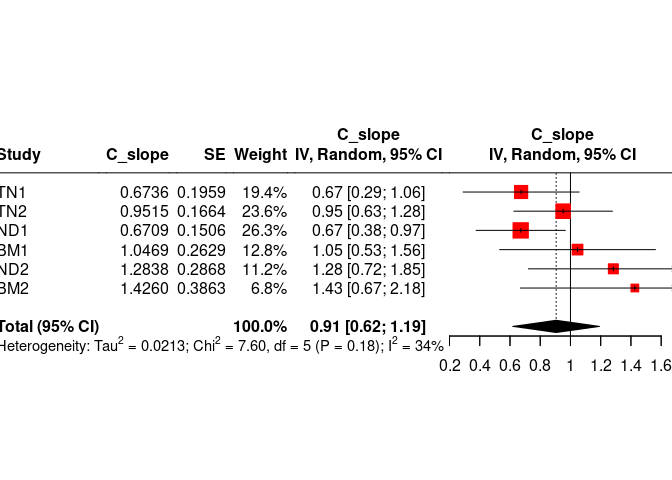 C_slope C_slope
Study C_slope SE Weight IV, Random, 95% CI IV, Random, 95% CI
TN1 0.6736 0.1959 19.4% 0.67 [0.29; 1.06]
TN2 0.9515 0.1664 23.6% 0.95 [0.63; 1.28]
ND1 0.6709 0.1506 26.3% 0.67 [0.38; 0.97]
BM1 1.0469 0.2629 12.8% 1.05 [0.53; 1.56]
ND2 1.2838 0.2868 11.2% 1.28 [0.72; 1.85]
BM2 1.4260 0.3863 6.8% 1.43 [0.67; 2.18]
Total (95% CI) 100.0% 0.91 [0.62; 1.19]
Heterogeneity: Tau² = 0.0213; Chi² = 7.60, df = 5 (P = 0.18); I² = 34%
0.2 0.4 0.6 0.8 1 1.2 1.4 1.6